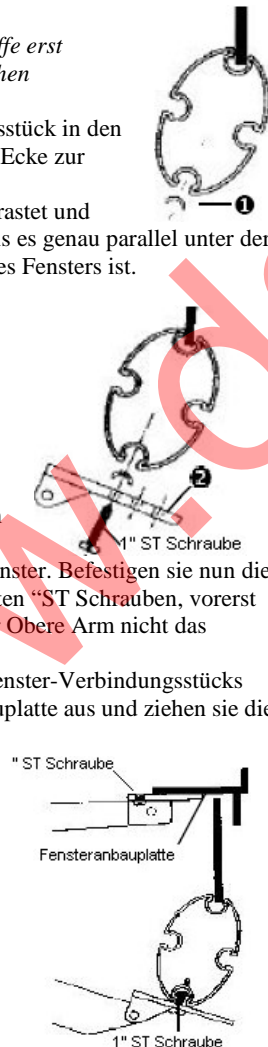 ffe erst
hen
sstück in den
Ecke zur
❶
rastet und
s es genau parallel unter der
es Fensters ist.
❷
1" ST Schraube
nster. Befestigen sie nun die
ten “ST Schrauben, vorerst
Obere Arm nicht das
enster-Verbindungsstücks
uplatte aus und ziehen sie die
" ST Schraube
Fensteranbauplatte
1" ST Schraube